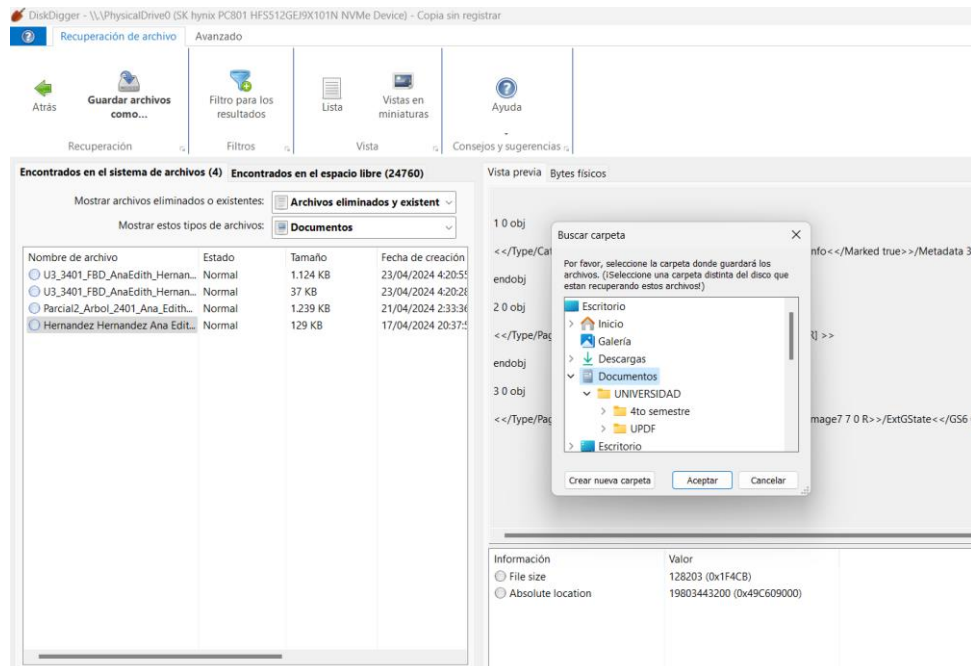 DiskDigger - \\.\PhysicalDrive0 (SK hynix PC801 HFS512GEJ9X101N NVMe Device) - Copia sin registrar
Recuperación de archivo Avanzado
Atrás
Guardar archivos como...
Filtro para los resultados
Lista
Vistas en miniaturas
Ayuda
Recuperación Filtros Vista Consejos y sugerencias
Encontrados en el sistema de archivos (4) Encontrados en el espacio libre (24760)
Mostrar archivos eliminados o existentes: Archivos eliminados y existent
Mostrar estos tipos de archivos: Documentos
Nombre de archivo Estado Tamaño Fecha de creación
U3_3401_FBD_AnaEdith_Hernan... Normal 1.124 KB 23/04/2024 4:20:55
U3_3401_FBD_AnaEdith_Hernan... Normal 37 KB 23/04/2024 4:20:28
Parcial2_Arbol_2401_Ana_Edith... Normal 1.239 KB 21/04/2024 2:33:36
Hernandez Hernandez Ana Edit... Normal 129 KB 17/04/2024 20:37:5
Vista previa Bytes físicos
1 0 obj
<</Type/Cat nfo<</Marked true>>/Metadata 3
endobj
2 0 obj
<</Type/Pag R] >>
endobj
3 0 obj
<</Type/Pag mage7 7 0 R>>/ExtGState<</GS6
Buscar carpeta
Por favor, seleccione la carpeta donde guardará los
archivos. (¡Seleccione una carpeta distinta del disco que
estan recuperando estos archivos!)
Escritorio
Inicio
Galería
Descargas
Documentos
UNIVERSIDAD
4to semestre
UPDF
Escritorio
Crear nueva carpeta Aceptar Cancelar
Información Valor
File size 128203 (0x1F4CB)
Absolute location 19803443200 (0x49C609000)